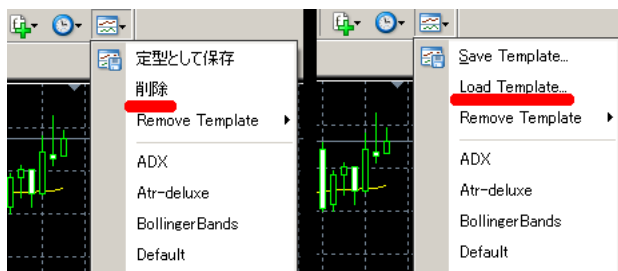 定型として保存
削除
Remove Template
ADX
Atr-deluxe
BollingerBands
Default
Save Template...
Load Template...
Remove Template
ADX
Atr-deluxe
BollingerBands
Default